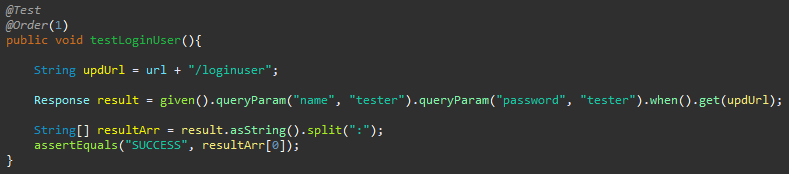 @Test
@Order(1)
public void testLoginUser(){
String updUrl = url + "/loginuser";
Response result = given().queryParam("name", "tester").queryParam("password", "tester").when().get(updUrl);
String[] resultArr = result.asString().split(":");
assertEquals("SUCCESS", resultArr[0]);
}